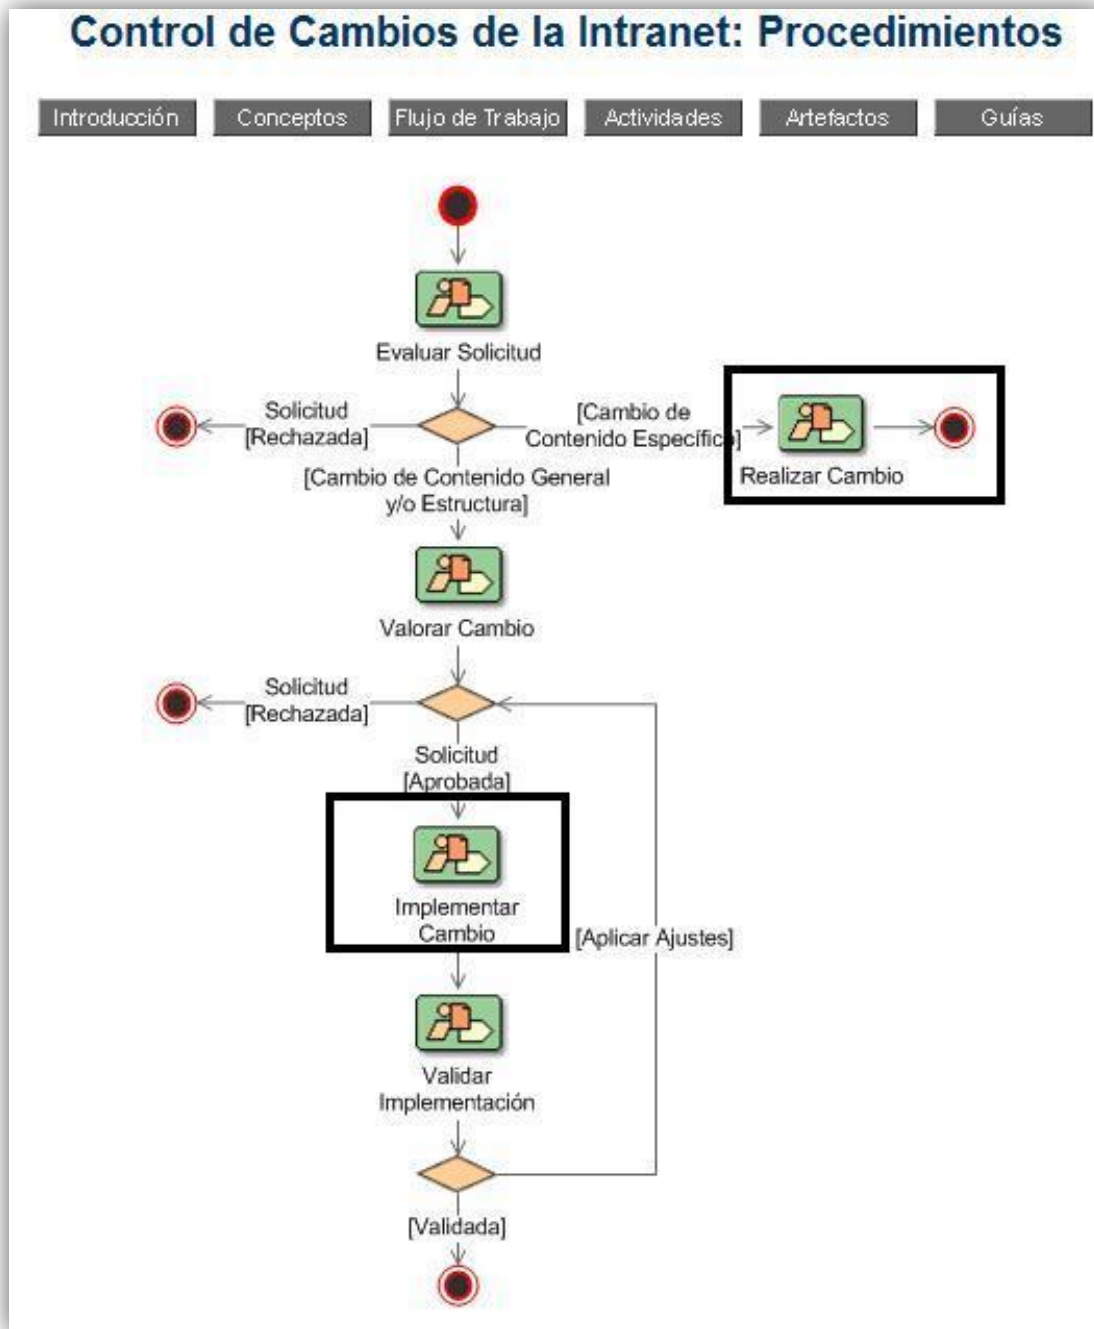 Control de Cambios de la Intranet: Procedimientos
Introducción
Conceptos
Flujo de Trabajo
Actividades
Artefactos
Guías
Evaluar Solicitud
Solicitud
[Rechazada]
[Cambio de
Contenido Específico]
Realizar Cambio
[Cambio de Contenido General
y/o Estructura]
Valorar Cambio
Solicitud
[Rechazada]
Solicitud
[Aprobada]
Implementar
Cambio
[Aplicar Ajustes]
Validar
Implementación
[Validada]